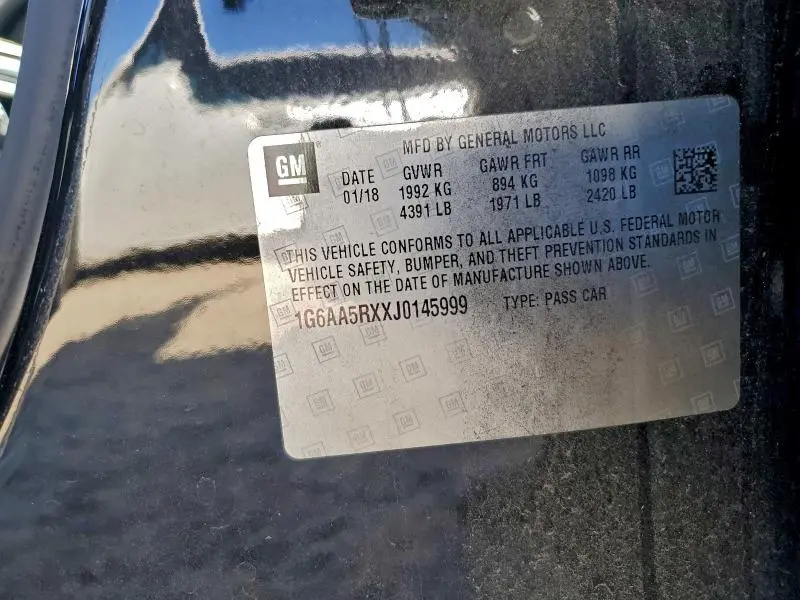 GM
MFD BY GENERAL MOTORS LLC
DATE GVWR GAWR FRT GAWR RR
01/18 1992 KG 894 KG 1098 KG
4391 LB 1971 LB 2420 LB
THIS VEHICLE CONFORMS TO ALL APPLICABLE U.S. FEDERAL MOTOR
VEHICLE SAFETY, BUMPER, AND THEFT PREVENTION STANDARDS IN
EFFECT ON THE DATE OF MANUFACTURE SHOWN ABOVE.
1G6AA5RXXJ0145999 TYPE: PASS CAR